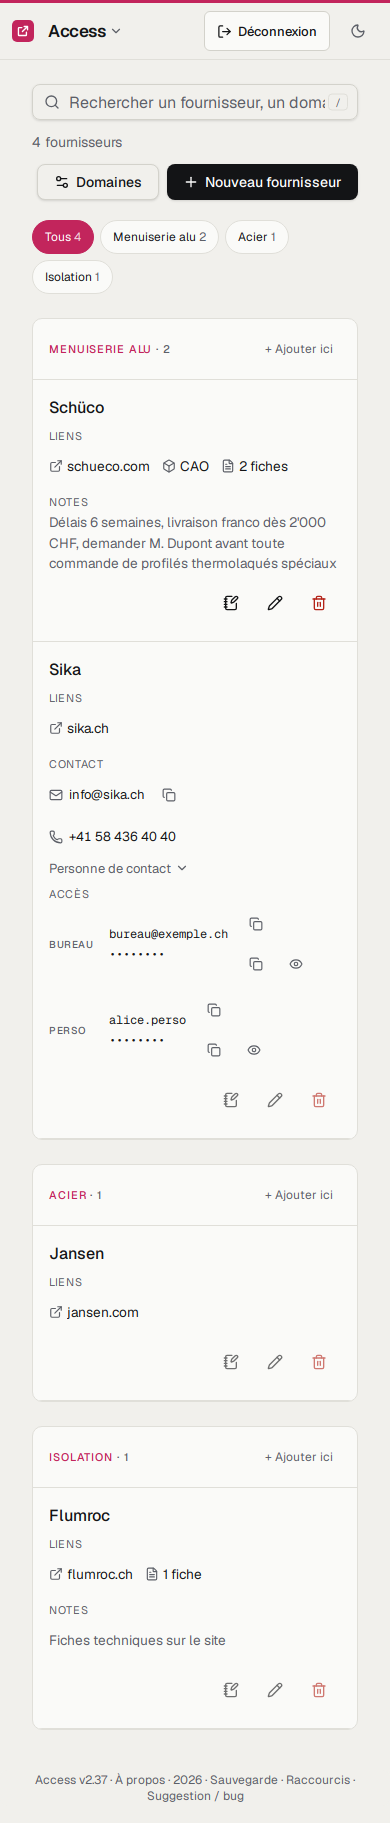 Access
Déconnexion
Rechercher un fournisseur, un doma
/
4 fournisseurs
Domaines
Nouveau fournisseur
Tous 4
Menuiserie alu 2
Acier 1
Isolation 1
MENUISERIE ALU · 2
+ Ajouter ici
Schüco
LIENS
schueco.com
CAO
2 fiches
NOTES
Délais 6 semaines, livraison franco dès 2'000
CHF, demander M. Dupont avant toute
commande de profilés thermolaqués spéciaux
Sika
LIENS
sika.ch
CONTACT
info@sika.ch
+41 58 436 40 40
Personne de contact
ACCÈS
BUREAU
bureau@exemple.ch
••••••••
PERSO
alice.perso
••••••••
ACIER · 1
+ Ajouter ici
Jansen
LIENS
jansen.com
ISOLATION · 1
+ Ajouter ici
Flumroc
LIENS
flumroc.ch
1 fiche
NOTES
Fiches techniques sur le site
Access v2.37 · À propos · 2026 · Sauvegarde · Raccourcis ·
Suggestion / bug